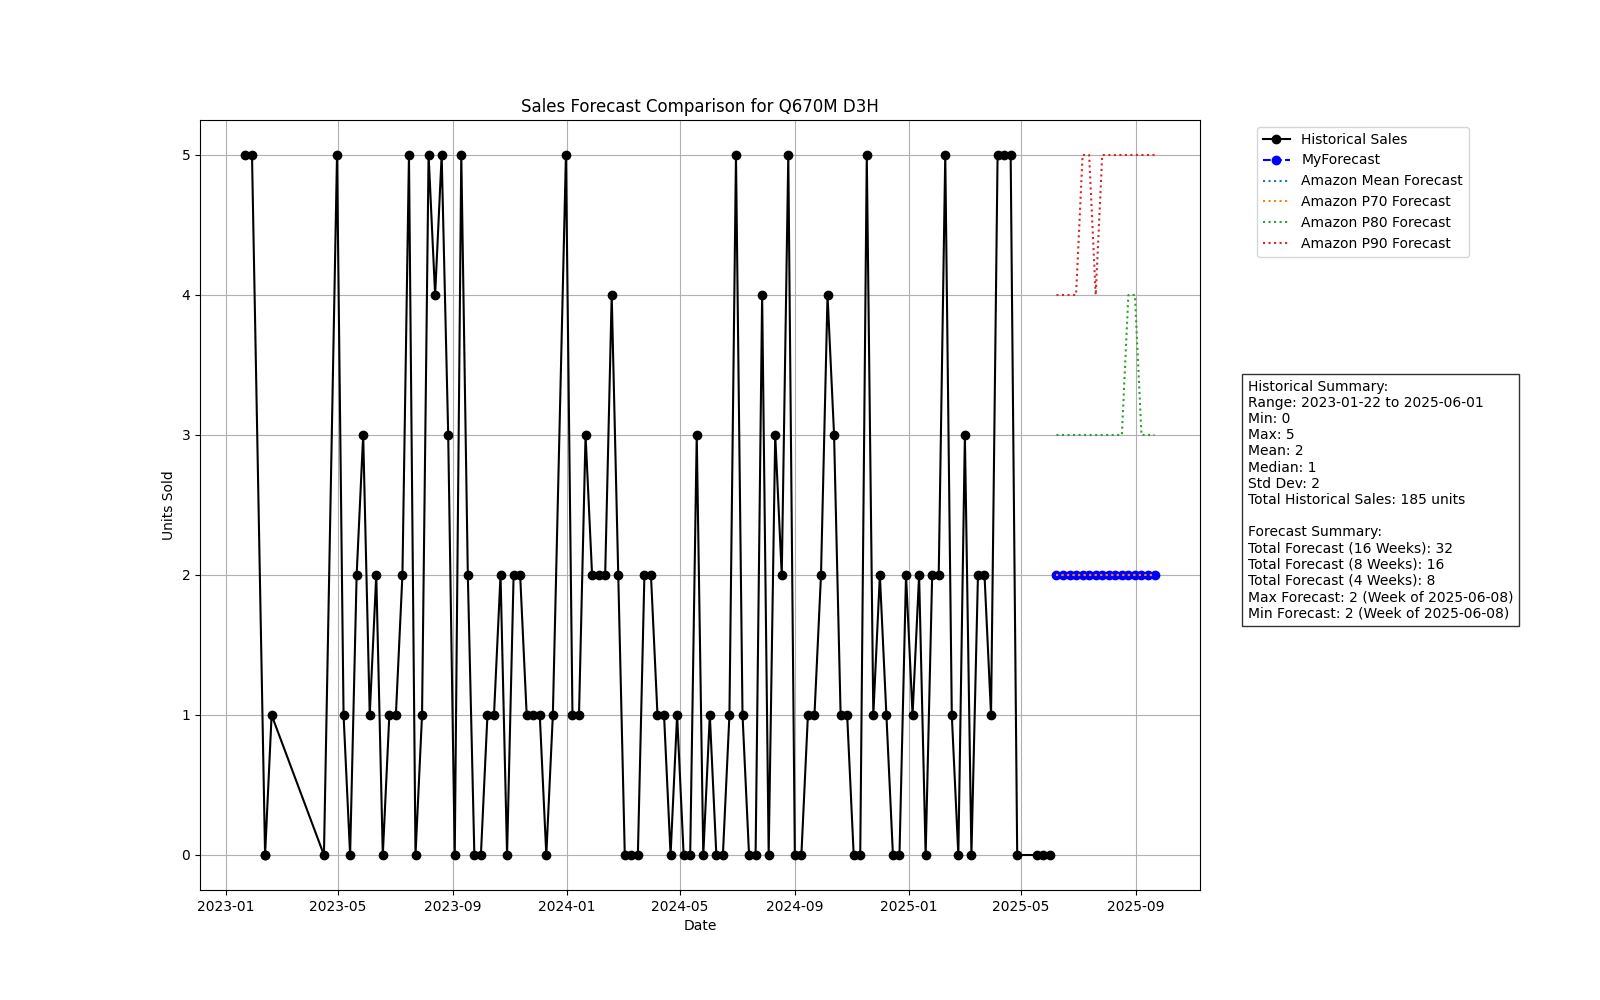 Sales Forecast Comparison for Q670M D3H
5
4
3
2
1
0
Units Sold
2023-01
2023-05
2023-09
2024-01
2024-05
2024-09
2025-01
2025-05
2025-09
Date
Historical Sales
MyForecast
Amazon Mean Forecast
Amazon P70 Forecast
Amazon P80 Forecast
Amazon P90 Forecast
Historical Summary:
Range: 2023-01-22 to 2025-06-01
Min: 0
Max: 5
Mean: 2
Median: 1
Std Dev: 2
Total Historical Sales: 185 units
Forecast Summary:
Total Forecast (16 Weeks): 32
Total Forecast (8 Weeks): 16
Total Forecast (4 Weeks): 8
Max Forecast: 2 (Week of 2025-06-08)
Min Forecast: 2 (Week of 2025-06-08)